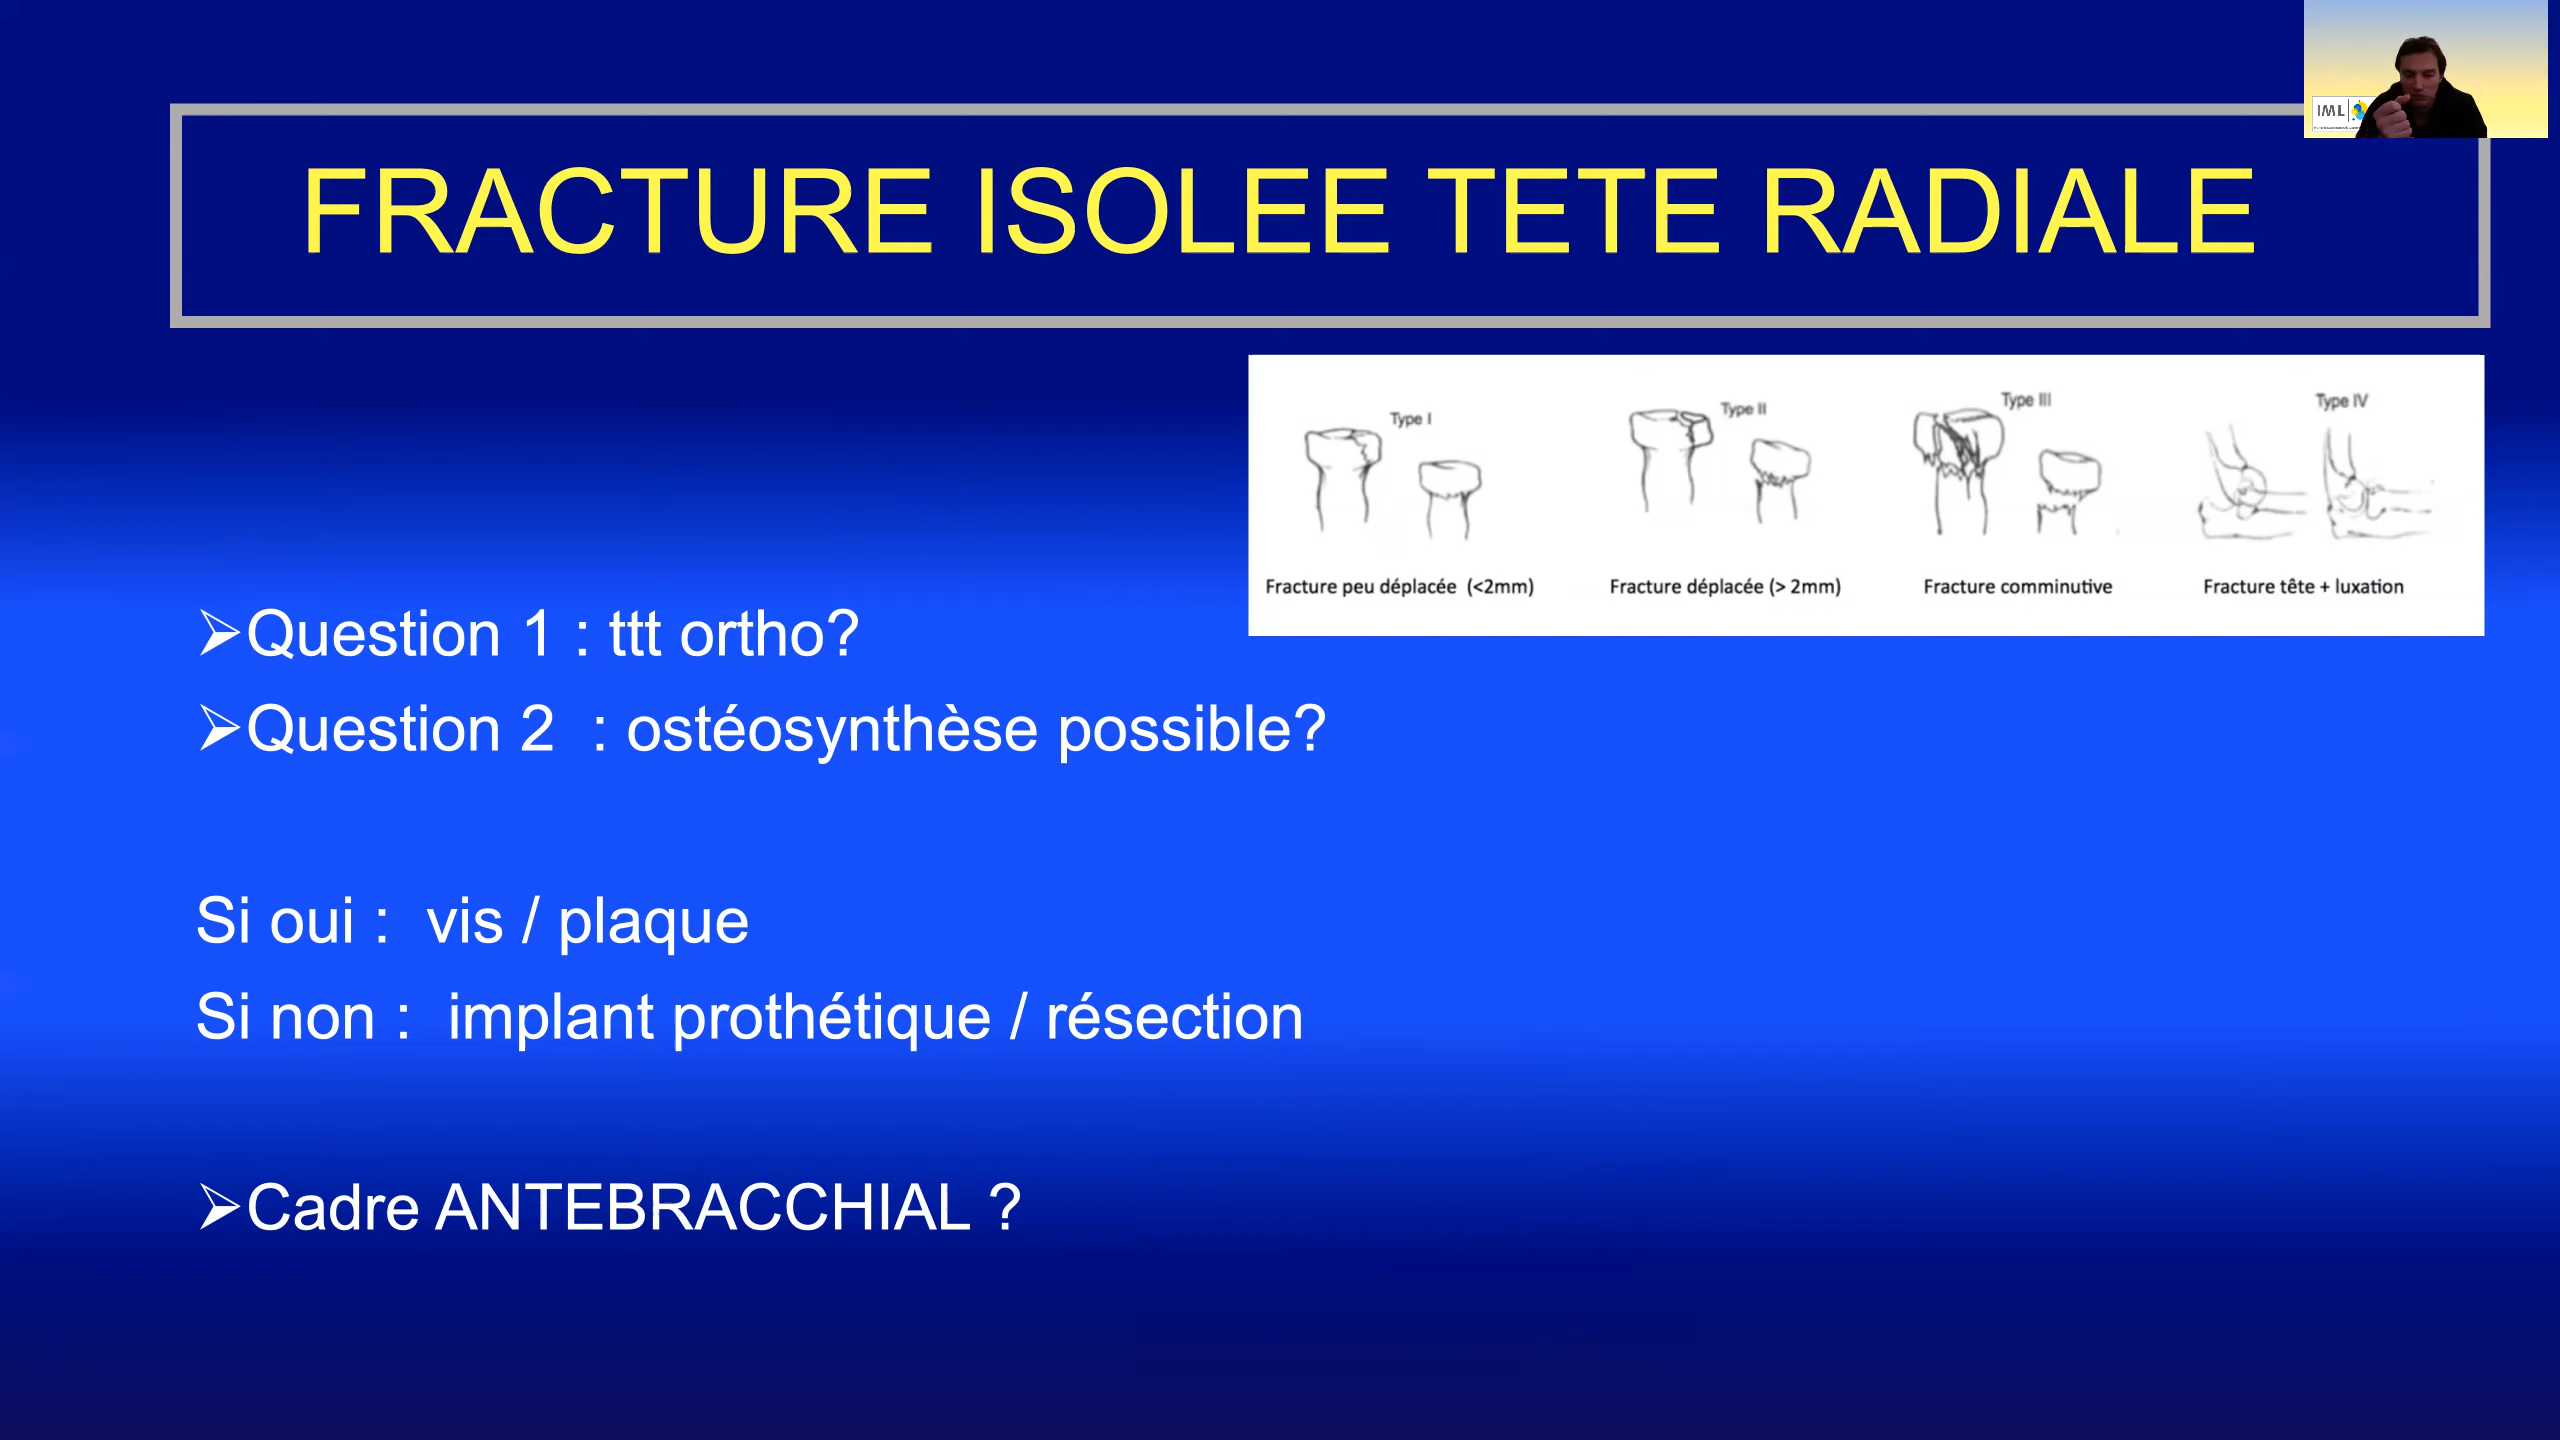 IML
FRACTURE ISOLEE TETE RADIALE
Type I
Type II
Type III
Type IV
Fracture peu déplacée (<2mm)
Fracture déplacée (> 2mm)
Fracture comminutive
Fracture tête + luxation
➢Question 1 : ttt ortho?
➢Question 2 : ostéosynthèse possible?
Si oui : vis / plaque
Si non : implant prothétique / résection
➢Cadre ANTEBRACCHIAL ?